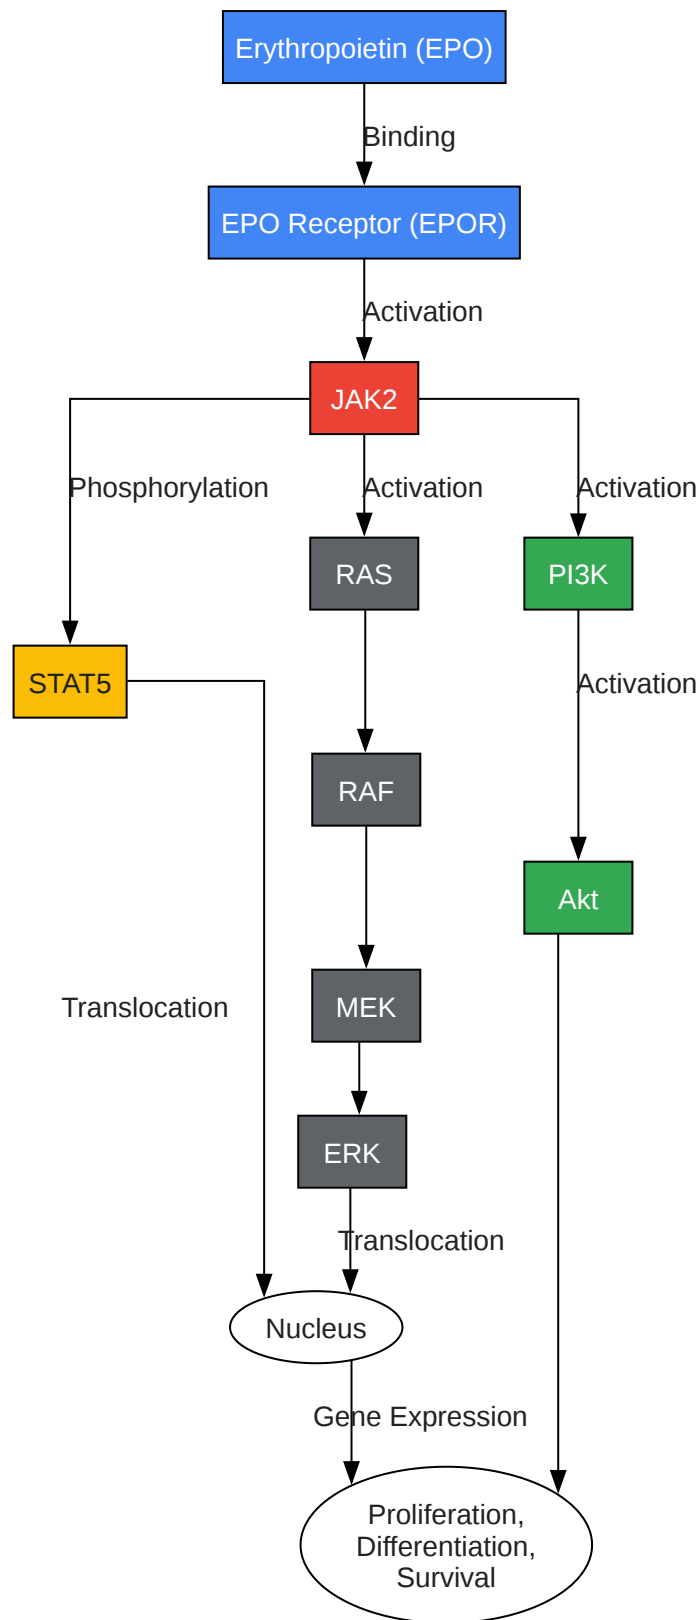 Erythropoietin (EPO)
Binding
EPO Receptor (EPOR)
Activation
JAK2
Phosphorylation
Activation
Activation
RAS
PI3K
STAT5
Activation
RAF
Akt
MEK
Translocation
ERK
Translocation
Nucleus
Gene Expression
Proliferation,
Differentiation,
Survival